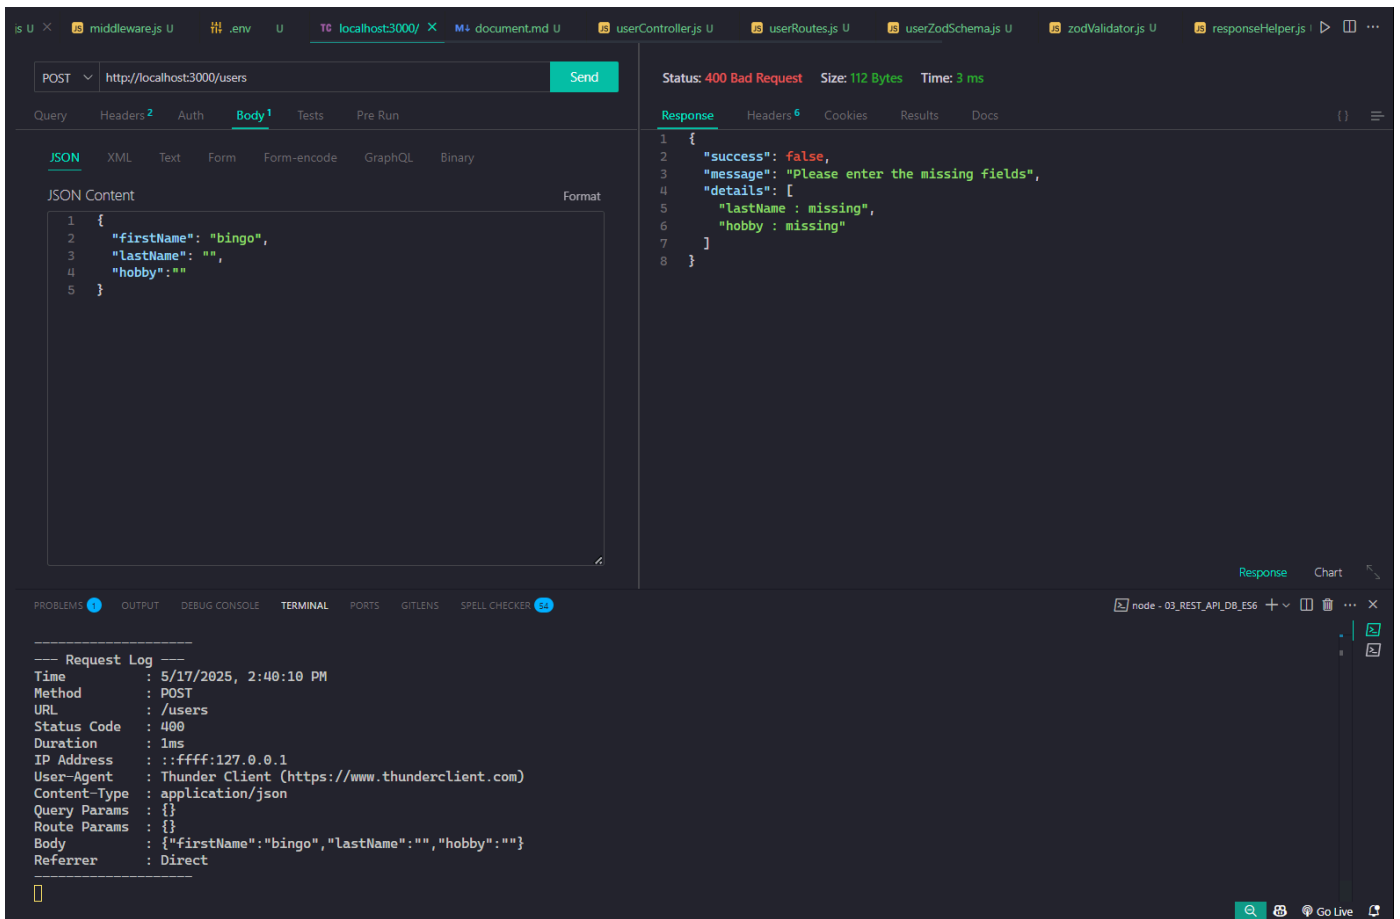 js U
middleware.js U
.env U
TC localhost:3000/
document.md U
userController.js U
userRoutes.js U
userZodSchema.js U
zodValidator.js U
responseHelper.js
POST http://localhost:3000/users Send
Query Headers 2 Auth Body 1 Tests Pre Run
JSON XML Text Form Form-encode GraphQL Binary
JSON Content Format
1 {
2 "firstName": "bingo",
3 "lastName": "",
4 "hobby":""
5 }
Status: 400 Bad Request Size: 112 Bytes Time: 3 ms
Response Headers 6 Cookies Results Docs {}
1 {
2 "success": false,
3 "message": "Please enter the missing fields",
4 "details": [
5 "lastName : missing",
6 "hobby : missing"
7 ]
8 }
Response Chart
PROBLEMS 1 OUTPUT DEBUG CONSOLE TERMINAL PORTS GITLENS SPELL CHECKER 54 node - 03_REST_API_DB_ES6
--------------------
--- Request Log ---
Time : 5/17/2025, 2:40:10 PM
Method : POST
URL : /users
Status Code : 400
Duration : 1ms
IP Address : ::ffff:127.0.0.1
User-Agent : Thunder Client (https://www.thunderclient.com)
Content-Type : application/json
Query Params : {}
Route Params : {}
Body : {"firstName":"bingo","lastName":"","hobby":""}
Referrer : Direct
--------------------
Go Live